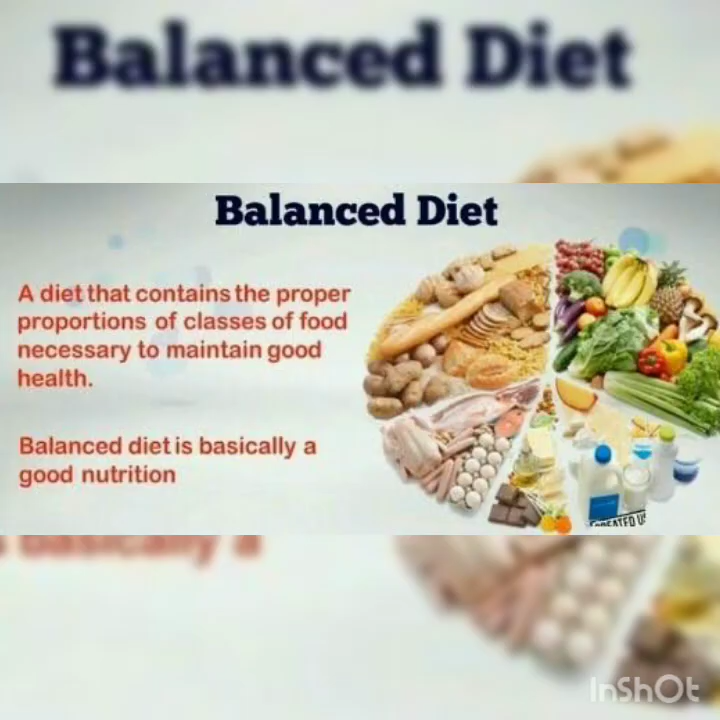 Balanced Diet
Balanced Diet
A diet that contains the proper
proportions of classes of food
necessary to maintain good
health.
Balanced diet is basically a
good nutrition
basically a
InShOt